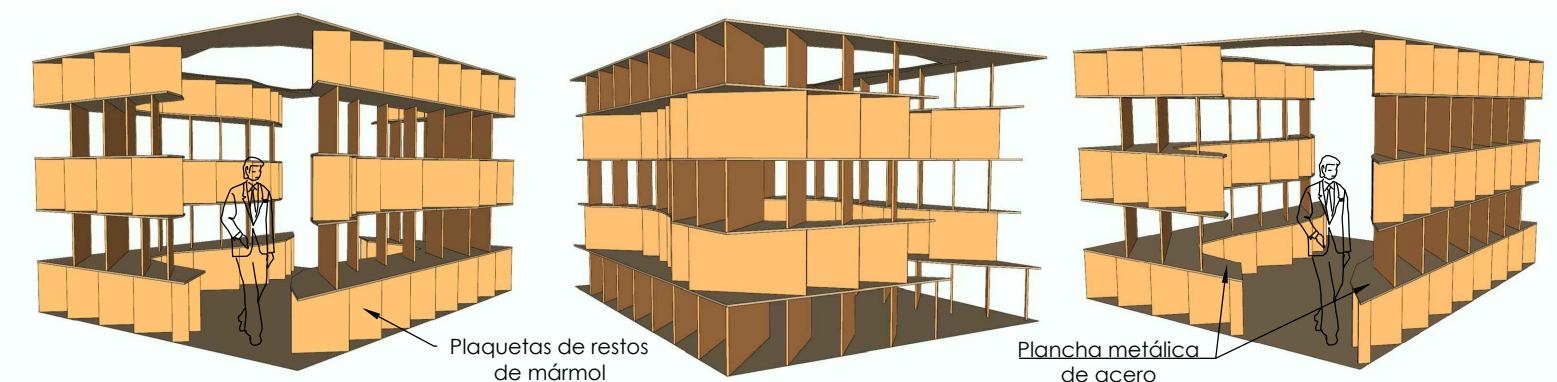 Plaquetas de restos
de mármol
Plancha metálica
de acero